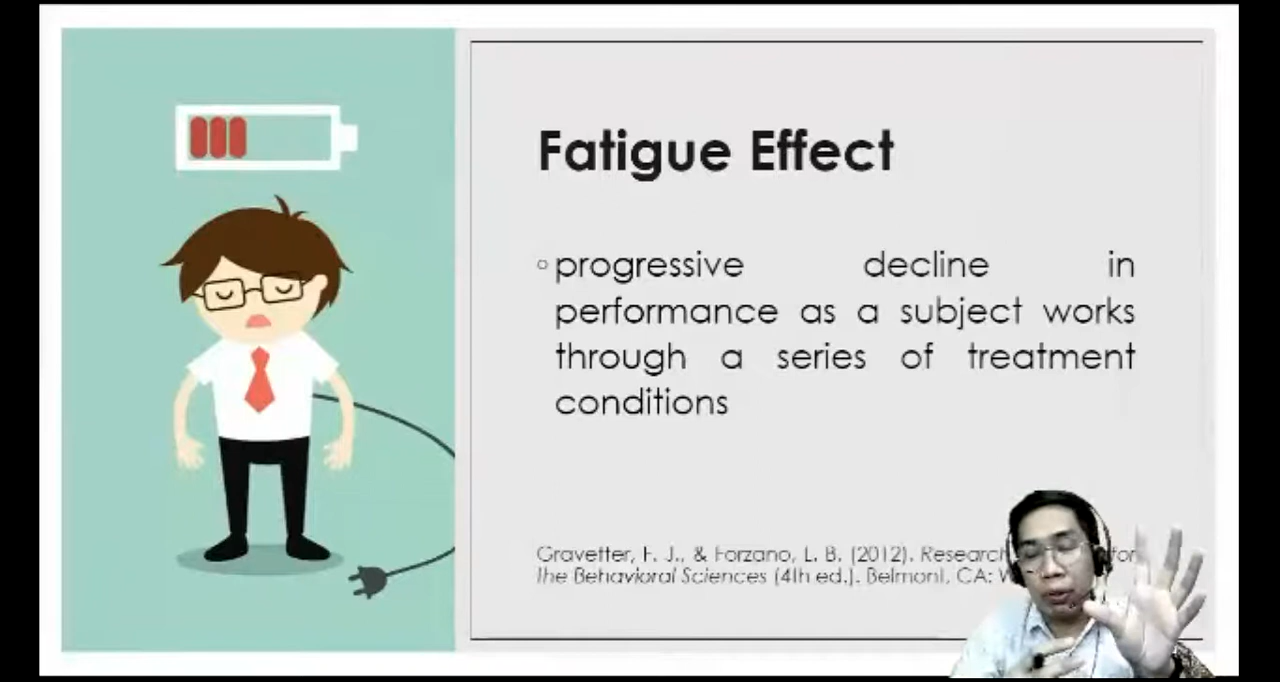 Fatigue Effect
◦ progressive decline in
performance as a subject works
through a series of treatment
conditions
Gravetter, F. J., & Forzano, L. B. (2012). Research for
the Behavioral Sciences (4th ed.). Belmont, CA: